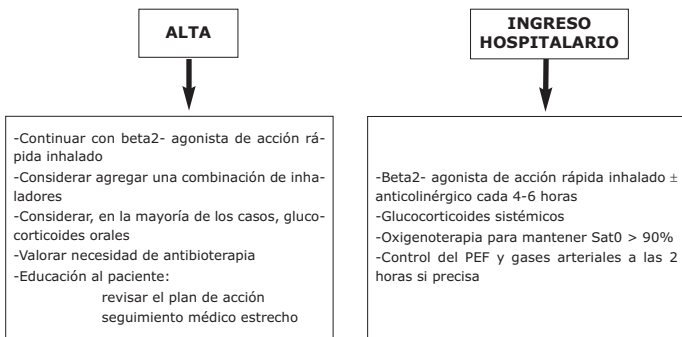 ALTA
-Continuar con beta2- agonista de acción rá-
pida inhalado
-Considerar agregar una combinación de inha-
ladores
-Considerar, en la mayoría de los casos, gluco-
corticoides orales
-Valorar necesidad de antibioterapia
-Educación al paciente:
revisar el plan de acción
seguimiento médico estrecho
INGRESO
HOSPITALARIO
-Beta2- agonista de acción rápida inhalado ±
anticolinérgico cada 4-6 horas
-Glucocorticoides sistémicos
-Oxigenoterapia para mantener Sat0 > 90%
-Control del PEF y gases arteriales a las 2
horas si precisa